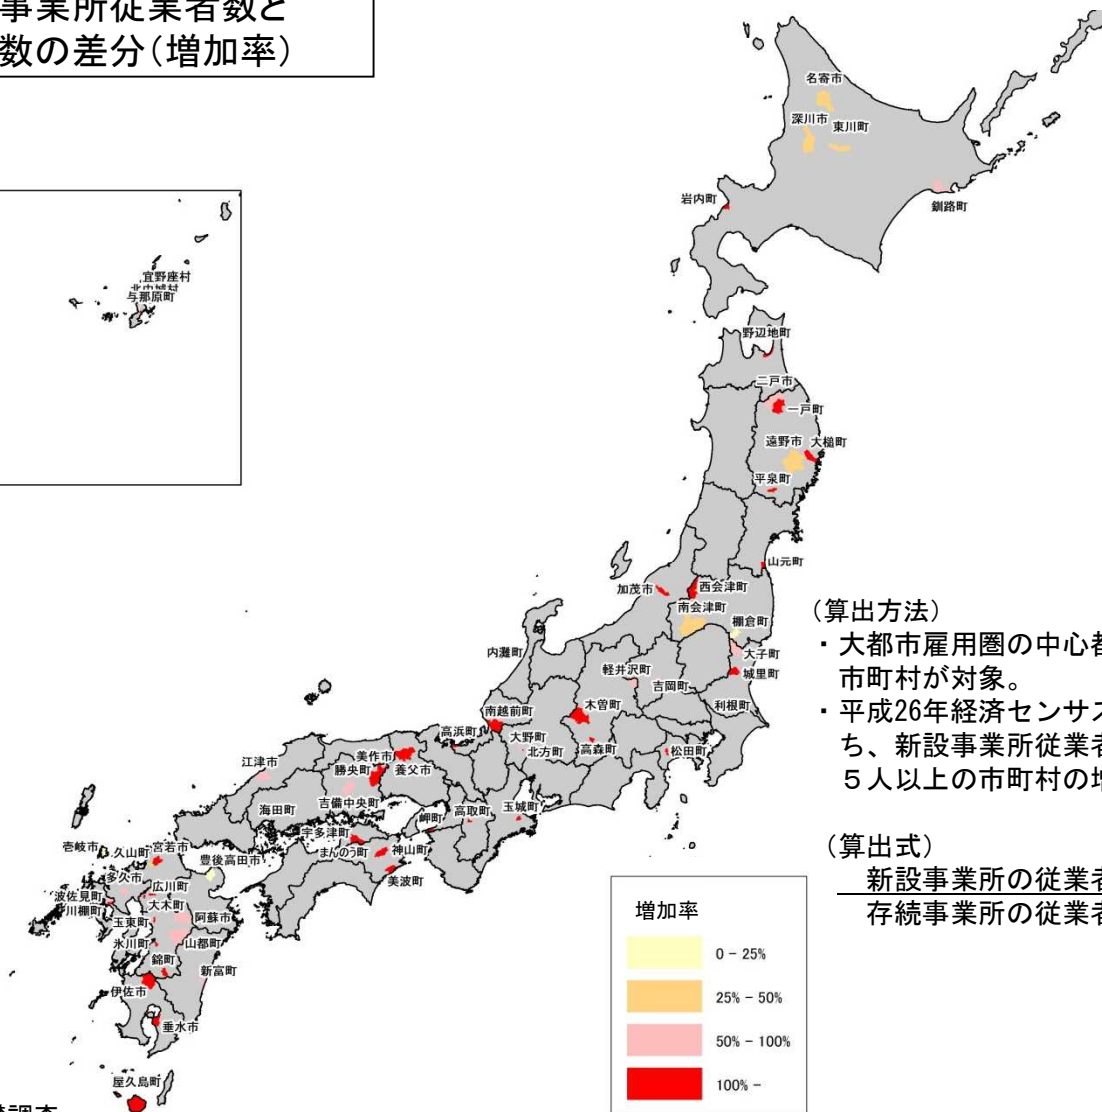 事業所従業者数と
数の差分(増加率)
名寄市
深川市
東川町
岩内町
釧路町
宜野座村
北中城村
与那原町
野辺地町
二戸市
一戸町
遠野市
大槌町
平泉町
山元町
加茂市
西会津町
南会津町
棚倉町
大子町
城里町
内灘町
軽井沢町
吉岡町
利根町
木曽町
南越前町
大野町
北方町
高森町
松田町
高浜町
美作市
勝央町
養父市
江津市
吉備中央町
海田町
岬町
高取町
玉城町
宇多津町
まんのう町
神山町
美波町
壱岐市
久山町
宮若市
豊後高田市
多久市
広川町
波佐見町
川棚町
大木町
阿蘇市
玉東町
氷川町
山都町
錦町
新富町
伊佐市
垂水市
屋久島町
(算出方法)
・大都市雇用圏の中心都
市町村が対象。
・平成26年経済センサス
ち、新設事業所従業者
5人以上の市町村の増
(算出式)
新設事業所の従業者
存続事業所の従業者
増加率
0 - 25%
25% - 50%
50% - 100%
100% -
調査